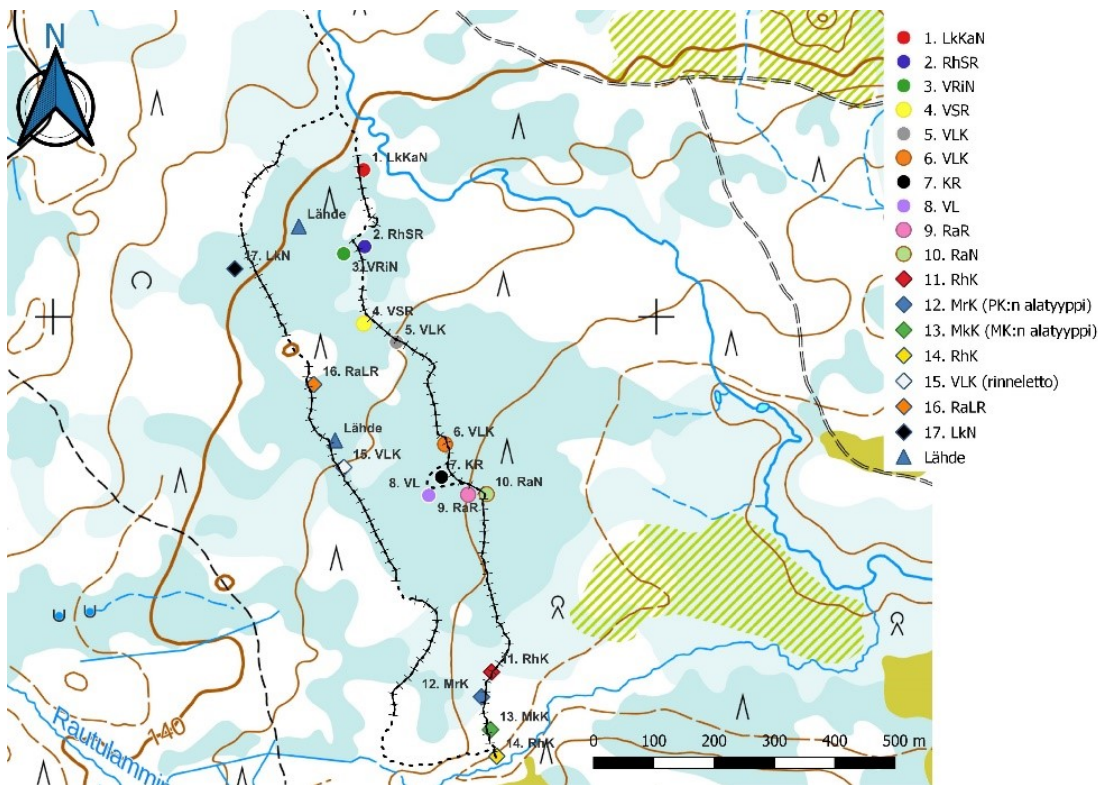 N
1. LkKaN
Lähde
2. RhSR
7. LkN
3. VRiN
4. VSR
5. VLK
16. RaLR
Lähde
6. VLK
15. VLK
7. KR
8. VL
10. RaN
9. RaR
11. RhK
12. MrK
13. MkK
14. RhK
140
Rautulammin
0 100 200 300 400 500 m
1. LkKaN
2. RhSR
3. VRiN
4. VSR
5. VLK
6. VLK
7. KR
8. VL
9. RaR
10. RaN
11. RhK
12. MrK (PK:n alatyyppi)
13. MkK (MK:n alatyyppi)
14. RhK
15. VLK (rinneletto)
16. RaLR
17. LkN
Lähde